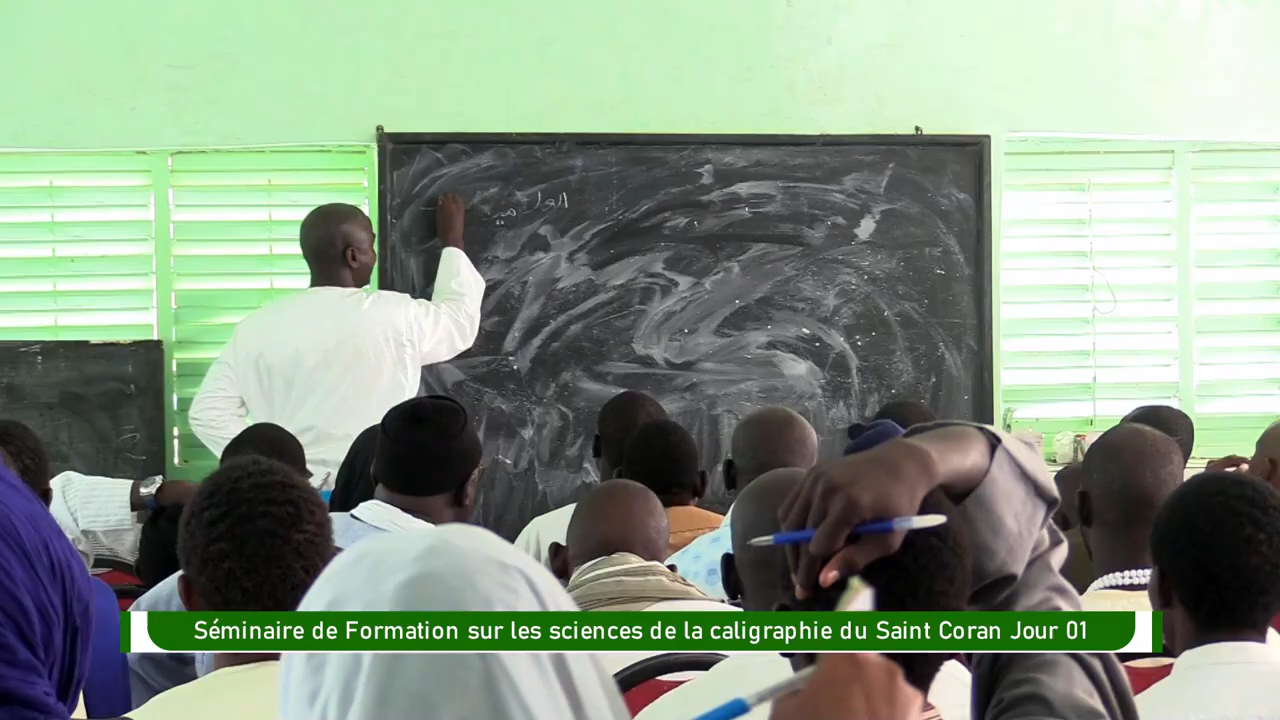 Séminaire de Formation sur les sciences de la caligraphie du Saint Coran Jour 01